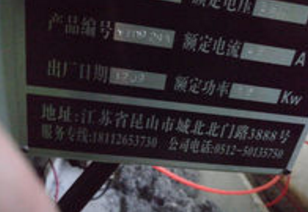 额定电压
产品编号 额定电流 A
出厂日期 额定功率 Kw
地址:江苏省昆山市城北北门路3888号
服务专线:18112653730 公司电话:0512-50135750